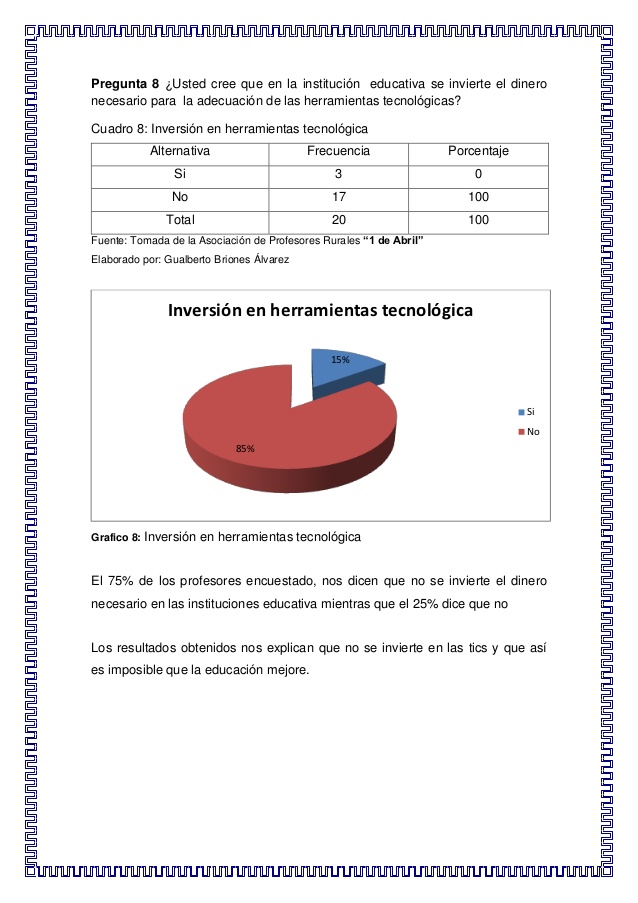 Pregunta 8 ¿Usted cree que en la institución educativa se invierte el dinero
necesario para la adecuación de las herramientas tecnológicas?
Cuadro 8: Inversión en herramientas tecnológica
Alternativa Frecuencia Porcentaje
Si 3 0
No 17 100
Total 20 100
Fuente: Tomada de la Asociación de Profesores Rurales “1 de Abril”
Elaborado por: Gualberto Briones Álvarez
Inversión en herramientas tecnológica
15%
Si
No
85%
Grafico 8: Inversión en herramientas tecnológica
El 75% de los profesores encuestado, nos dicen que no se invierte el dinero
necesario en las instituciones educativa mientras que el 25% dice que no
Los resultados obtenidos nos explican que no se invierte en las tics y que así
es imposible que la educación mejore.